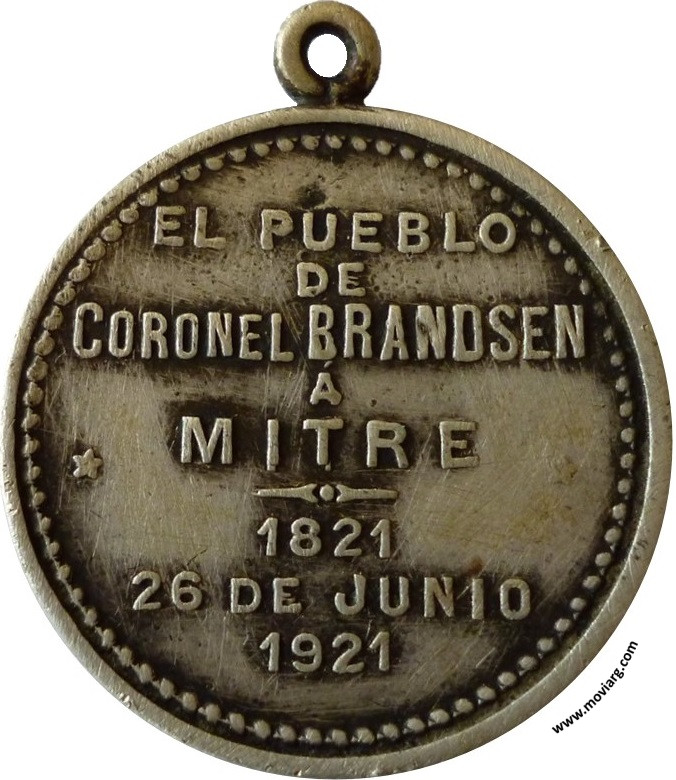 EL PUEBLO
DE
CORONEL BRANDSEN
Á
MITRE
1821
26 DE JUNIO
1921
www.moviarg.com